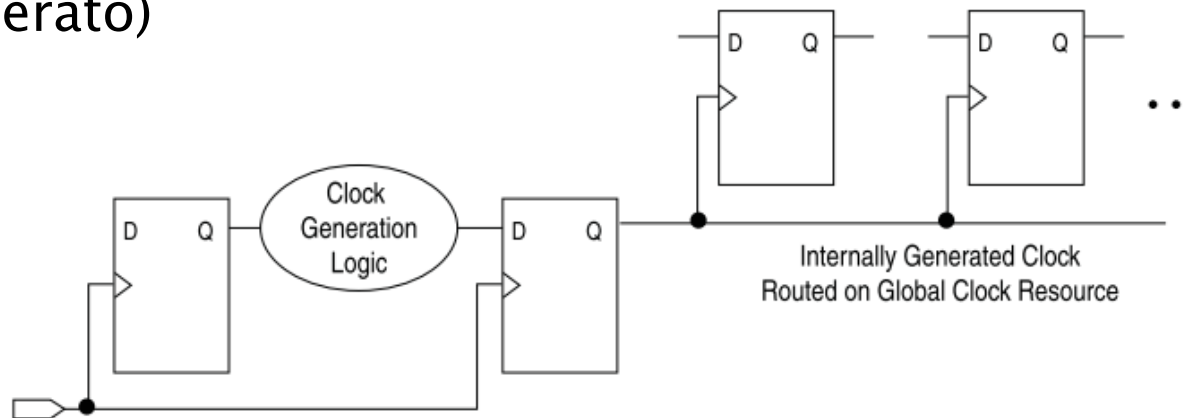 erato)
D Q
D Q
Clock
Generation
Logic
D Q
D Q
Internally Generated Clock
Routed on Global Clock Resource